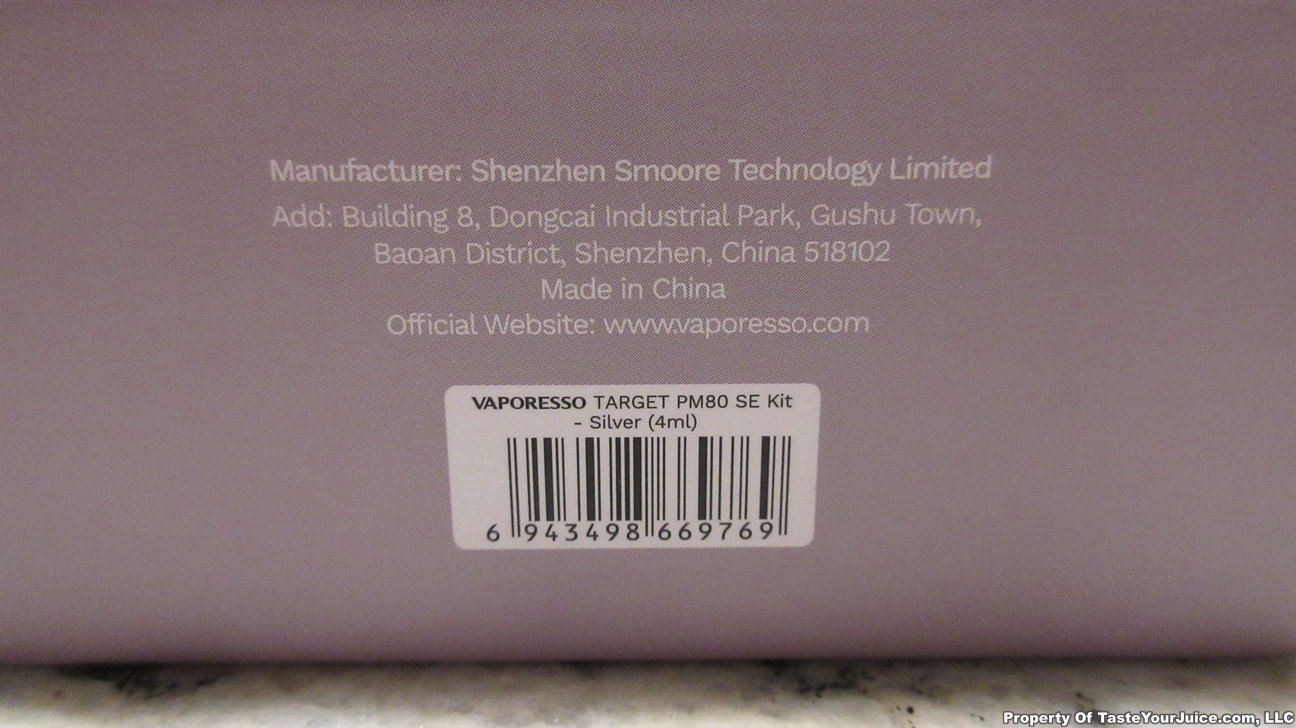 Manufacturer: Shenzhen Smoore Technology Limited
Add: Building 8, Dongcai Industrial Park, Gushu Town,
Baoan District, Shenzhen, China 518102
Made in China
Official Website: www.vaporesso.com
VAPORESSO TARGET PM80 SE Kit
- Silver (4ml)
6 943498 669769
Property Of TasteYourJuice.com, LLC